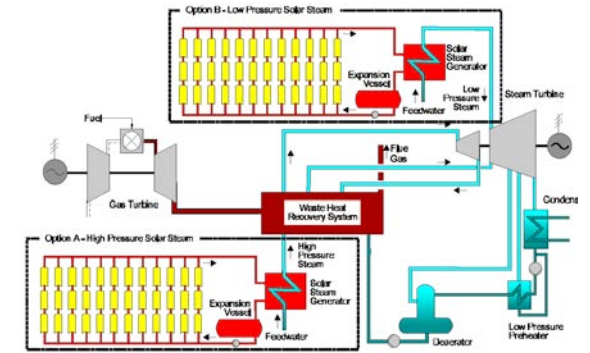 Option B - Low Pressure Solar Steam
Solar
Steam
Generator
Expansion
Vessel
Low
Pressure
Steam
Feedwater
Steam Turbine
Fuel
Flue
Gas
Gas Turbine
Waste Heat
Recovery System
Condens
Option A - High Pressure Solar Steam
High
Pressure
Steam
Solar
Steam
Generator
Expansion
Vessel
Feedwater
Deaerator
Low Pressure
Preheater